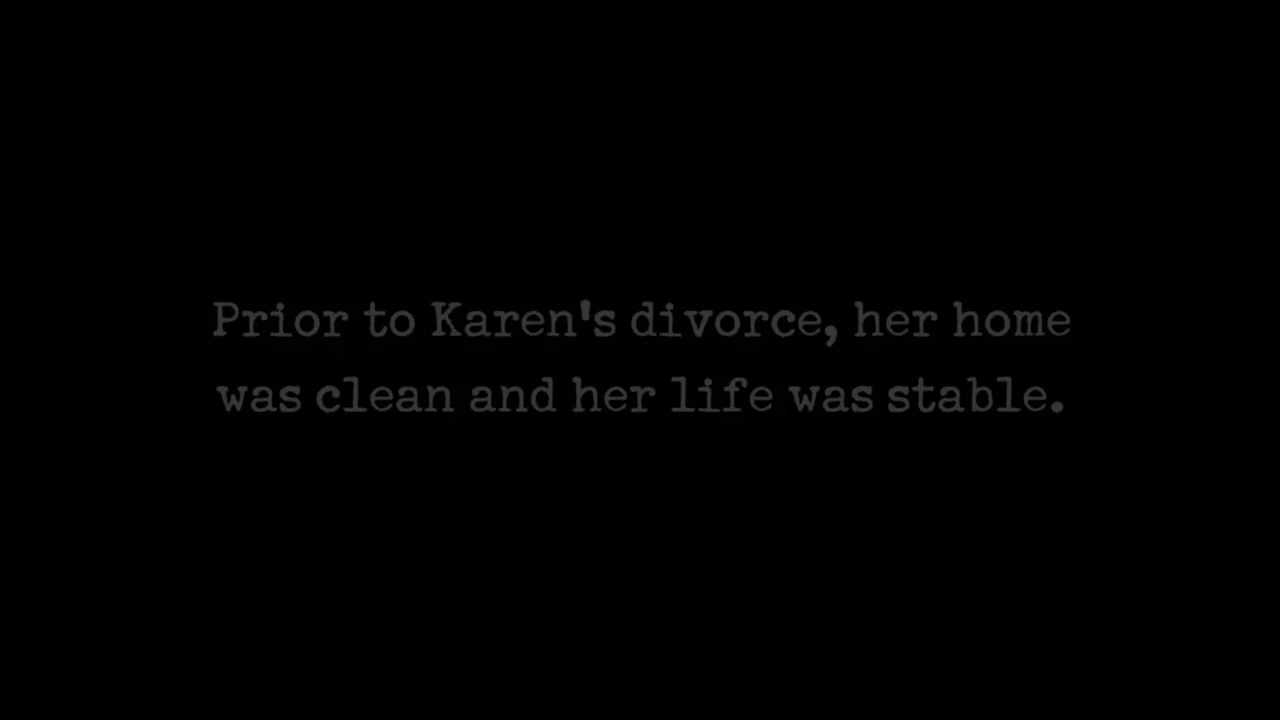 Prior to Karen's divorce, her home
was clean and her life was stable.